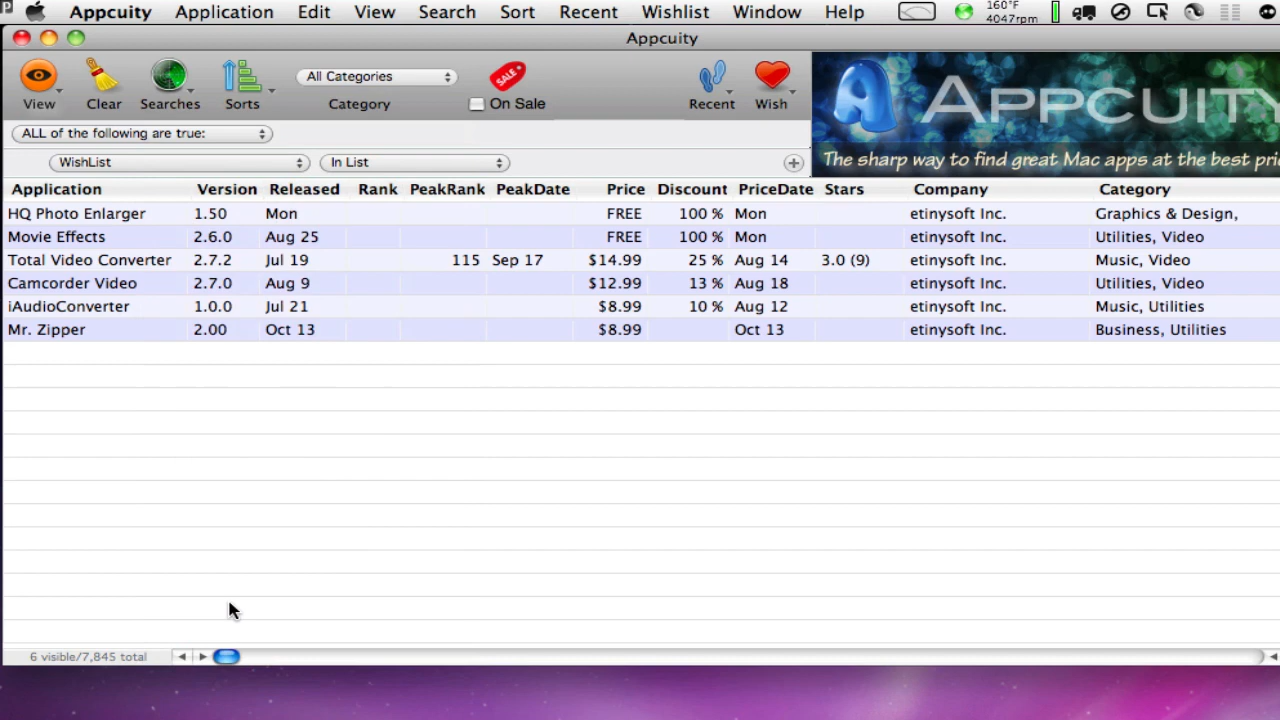 Appcuity Application Edit View Search Sort Recent Wishlist Window Help 160°F 4047rpm
Appcuity
View Clear Searches Sorts All Categories Category SALE On Sale Recent Wish APPCUITY
ALL of the following are true:
WishList In List The sharp way to find great Mac apps at the best pri
Application Version Released Rank PeakRank PeakDate Price Discount PriceDate Stars Company Category
HQ Photo Enlarger 1.50 Mon FREE 100 % Mon etinysoft Inc. Graphics & Design,
Movie Effects 2.6.0 Aug 25 FREE 100 % Mon etinysoft Inc. Utilities, Video
Total Video Converter 2.7.2 Jul 19 115 Sep 17 $14.99 25 % Aug 14 3.0 (9) etinysoft Inc. Music, Video
Camcorder Video 2.7.0 Aug 9 $12.99 13 % Aug 18 etinysoft Inc. Utilities, Video
iAudioConverter 1.0.0 Jul 21 $8.99 10 % Aug 12 etinysoft Inc. Music, Utilities
Mr. Zipper 2.00 Oct 13 $8.99 Oct 13 etinysoft Inc. Business, Utilities
6 visible/7,845 total